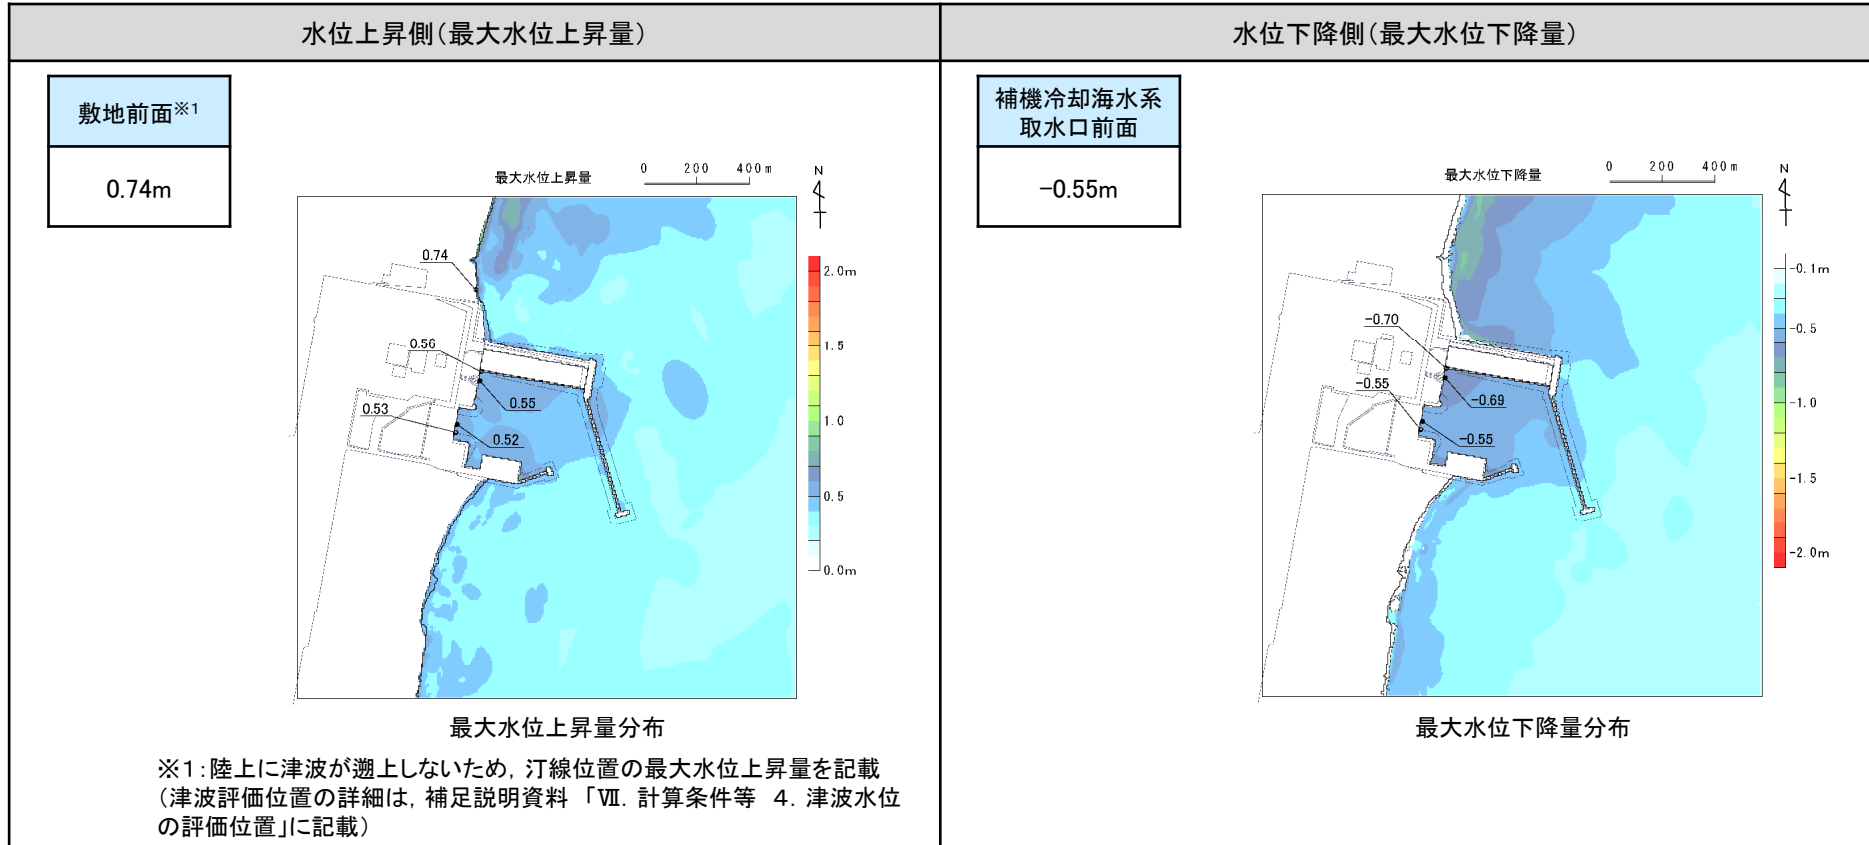 水位上昇側(最大水位上昇量)
敷地前面※1
0.74m
最大水位上昇量
0 200 400m
N
0.74
0.56
0.55
0.53
0.52
2.0m
1.5
1.0
0.5
0.0m
最大水位上昇量分布
※1:陸上に津波が遡上しないため，汀線位置の最大水位上昇量を記載
(津波評価位置の詳細は，補足説明資料 「Ⅶ．計算条件等 4．津波水位
の評価位置」に記載)
水位下降側(最大水位下降量)
補機冷却海水系
取水口前面
-0.55m
最大水位下降量
0 200 400m
N
-0.70
-0.55
-0.69
-0.55
-0.1m
-0.5
-1.0
-1.5
-2.0m
最大水位下降量分布